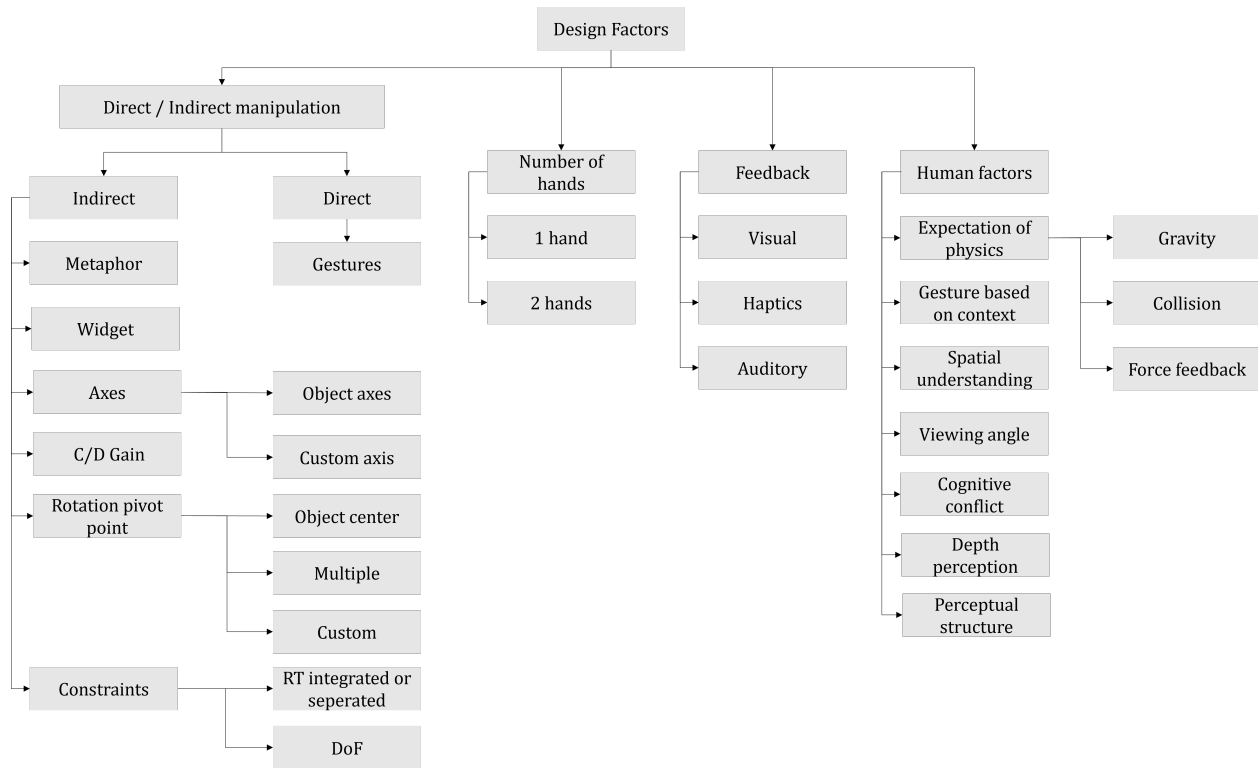 Design Factors
Direct / Indirect manipulation
Indirect
Direct
Metaphor
Gestures
Widget
Axes
Object axes
Custom axis
C/D Gain
Rotation pivot
point
Object center
Multiple
Custom
Constraints
RT integrated or
seperated
DoF
Number of
hands
1 hand
2 hands
Feedback
Visual
Haptics
Auditory
Human factors
Expectation of
physics
Gravity
Collision
Force feedback
Gesture based
on context
Spatial
understanding
Viewing angle
Cognitive
conflict
Depth
perception
Perceptual
structure